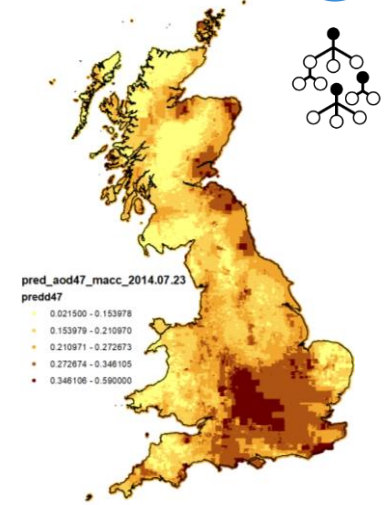 pred_aod47_macc_2014.07.23
predd47
0.021500 - 0.153978
0.153979 - 0.210970
0.210971 - 0.272673
0.272674 - 0.346105
0.346106 - 0.590000